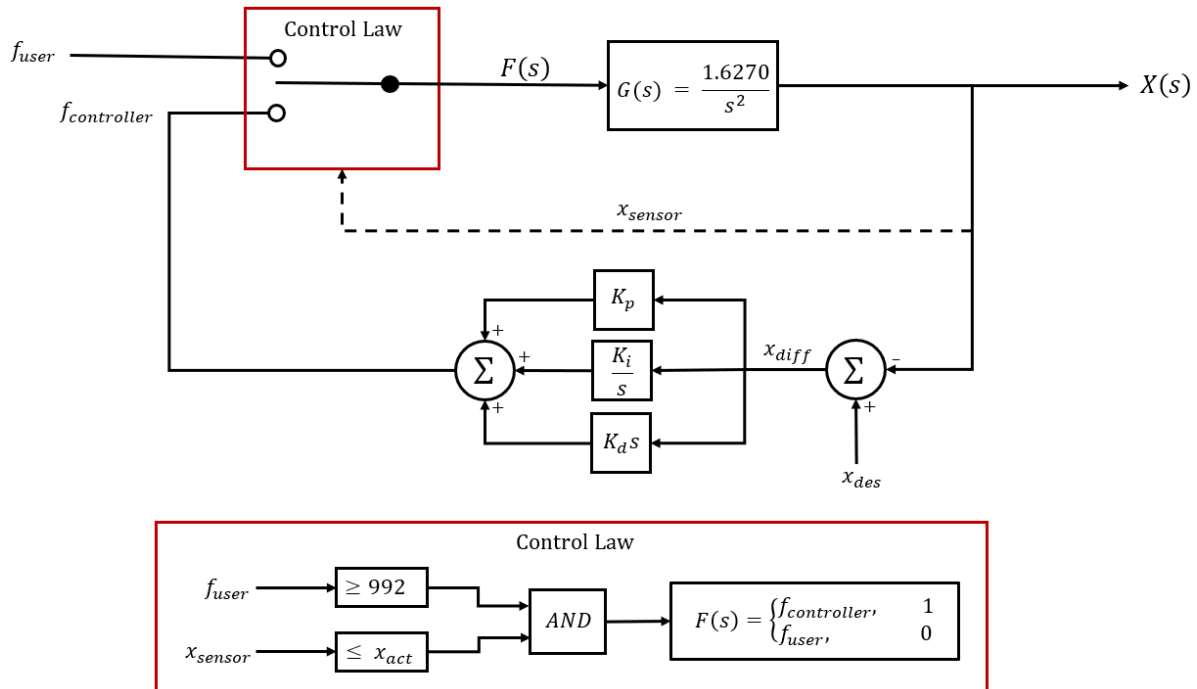 Control Law
f_user
F(s)
G(s) = 1.6270 / s²
X(s)
f_controller
x_sensor
K_p
+
Σ
+
K_i / s
x_diff
Σ
-
+
K_d s
+
x_des
Control Law
f_user
≥ 992
x_sensor
≤ x_act
AND
F(s) = { f_controller, 1
f_user, 0